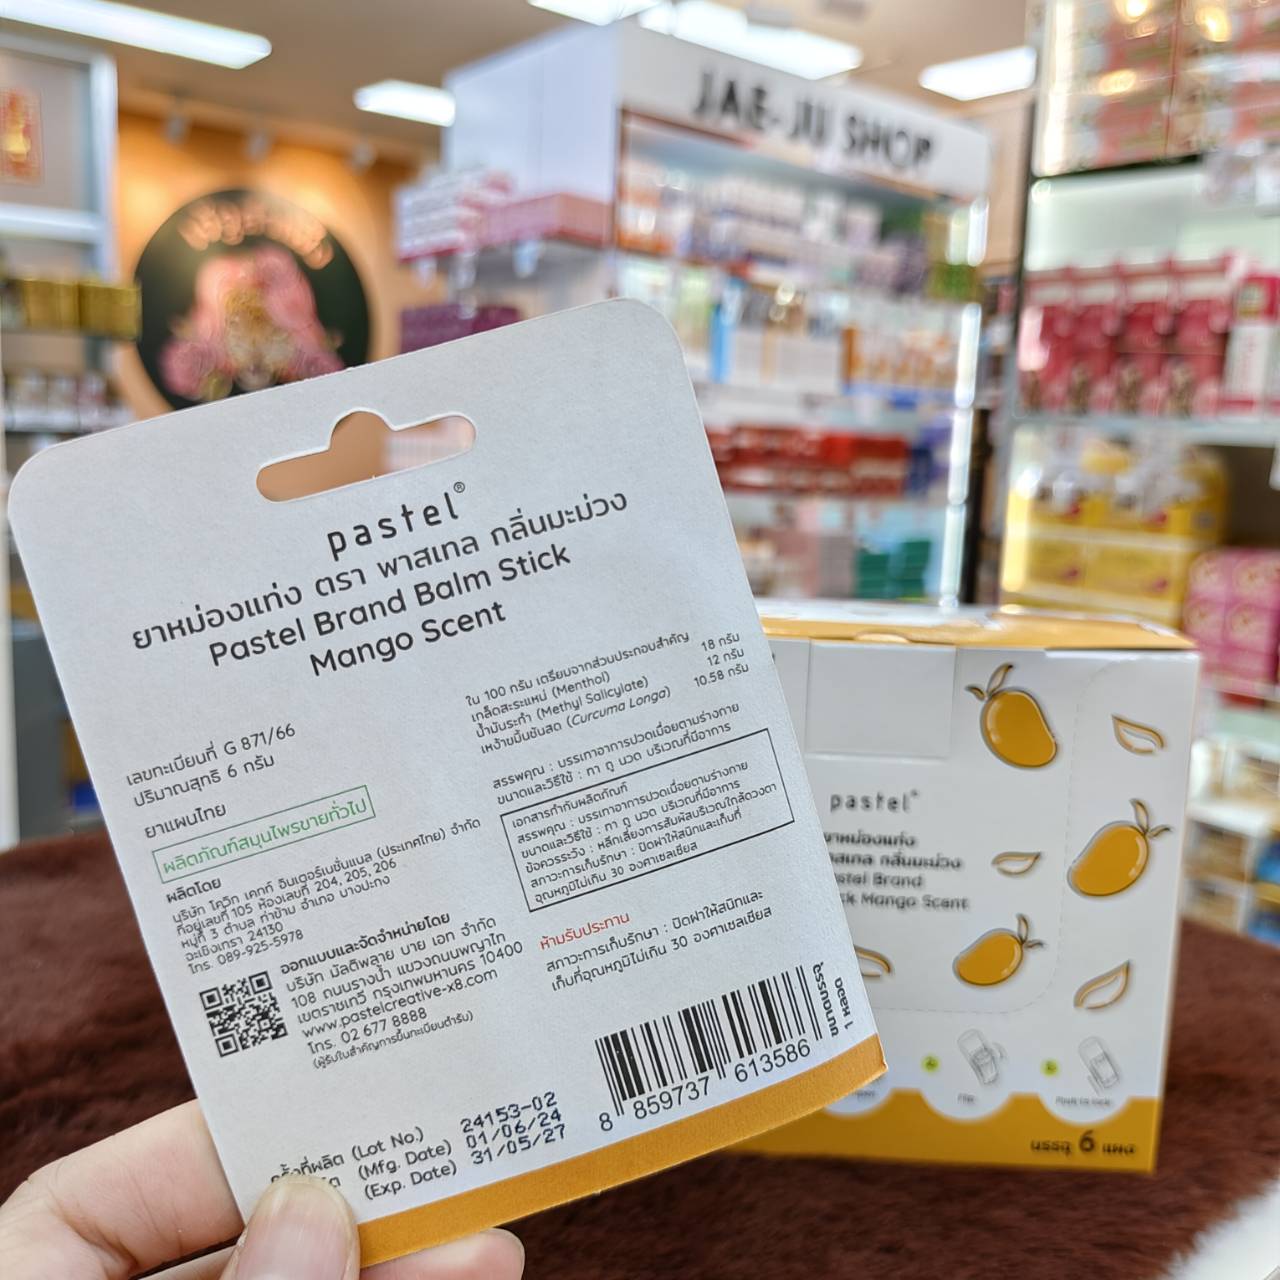 JAE-JU SHOP
pastel®
ยาหม่องแท่ง ตรา พาสเทล กลิ่นมะม่วง
Pastel Brand Balm Stick
Mango Scent
เลขทะเบียนที่ G 871/66
ปริมาณสุทธิ 6 กรัม
ยาแผนไทย
ผลิตภัณฑ์สมุนไพรขายทั่วไป
ผลิตโดย
บริษัท โควิก เคทท์ อินเตอร์เนชั่นแนล (ประเทศไทย) จำกัด
ที่อยู่เลขที่ 105 ห้องเลขที่ 204, 205, 206
หมู่ที่ 3 ตำบล ท่าข้าม อำเภอ บางปะกง
ฉะเชิงเทรา 24130
โทร. 089-925-5978
ออกแบบและจัดจำหน่ายโดย
บริษัท มัลติพลาย บาย เอท จำกัด
108 ถนนรางน้ำ แขวงถนนพญาไท
เขตราชเทวี กรุงเทพมหานคร 10400
www.pastelcreative-x8.com
โทร. 02 677 8888
(ผู้รับใบสำคัญการขึ้นทะเบียนตำรับ)
ใน 100 กรัม เตรียมจากส่วนประกอบสำคัญ
เกล็ดสะระแหน่ (Menthol) 18 กรัม
น้ำมันระกำ (Methyl Salicylate) 12 กรัม
เหง้าขมิ้นชันสด (Curcuma Longa) 10.58 กรัม
สรรพคุณ : บรรเทาอาการปวดเมื่อยตามร่างกาย
ขนาดและวิธีใช้ : ทา ถู นวด บริเวณที่มีอาการ
เอกสารกำกับผลิตภัณฑ์
สรรพคุณ : บรรเทาอาการปวดเมื่อยตามร่างกาย
ขนาดและวิธีใช้ : ทา ถู นวด บริเวณที่มีอาการ
ข้อควรระวัง : หลีกเลี่ยงการสัมผัสบริเวณใกล้ดวงตา
สภาวะการเก็บรักษา : ปิดฝาให้สนิทและเก็บที่
อุณหภูมิไม่เกิน 30 องศาเซลเซียส
ห้ามรับประทาน
สภาวะการเก็บรักษา : ปิดฝาให้สนิทและ
เก็บที่อุณหภูมิไม่เกิน 30 องศาเซลเซียส
ขนาดบรรจุ 1 หลอด
8 859737 613586
ครั้งที่ผลิต (Lot No.) 24153-02
(Mfg. Date) 01/06/24
(Exp. Date) 31/05/27
pastel
ยาหม่องแท่ง
พาสเทล กลิ่นมะม่วง
Pastel Brand
Stick Mango Scent
Flip
บรรจุ 6 แผง